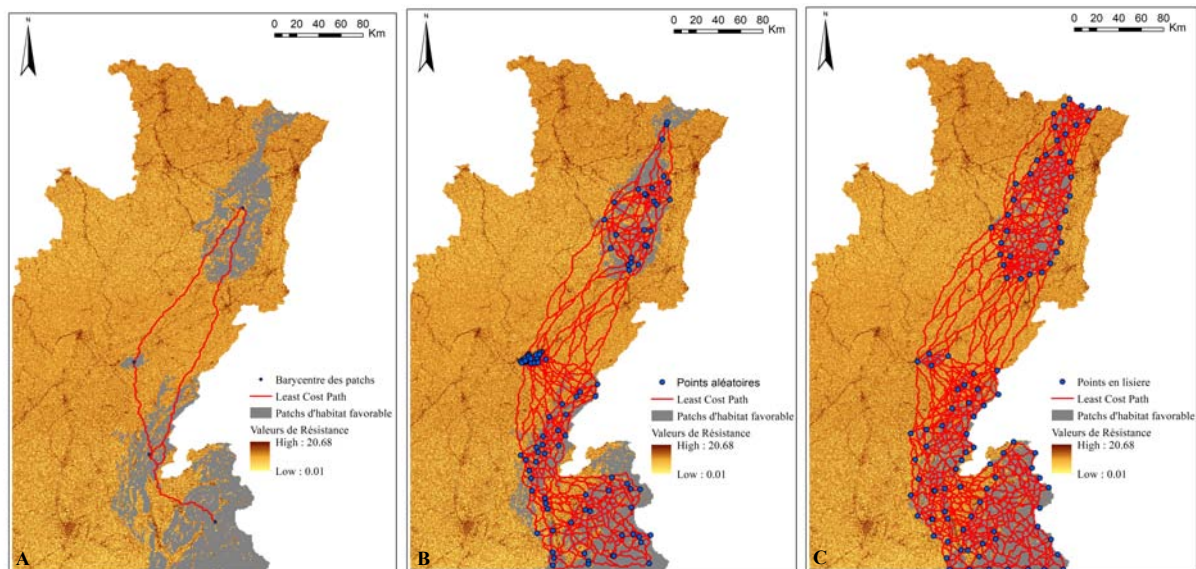 N
0 20 40 60 80
Km
Barycentre des patchs
Least Cost Path
Patchs d'habitat favorable
Valeurs de Résistance
High : 20.68
Low : 0.01
A
N
0 20 40 60 80
Km
Points aléatoires
Least Cost Path
Patchs d'habitat favorable
Valeurs de Résistance
High : 20.68
Low : 0.01
B
N
0 20 40 60 80
Km
Points en lisiere
Least Cost Path
Patchs d'habitat favorable
Valeurs de Résistance
High : 20.68
Low : 0.01
C